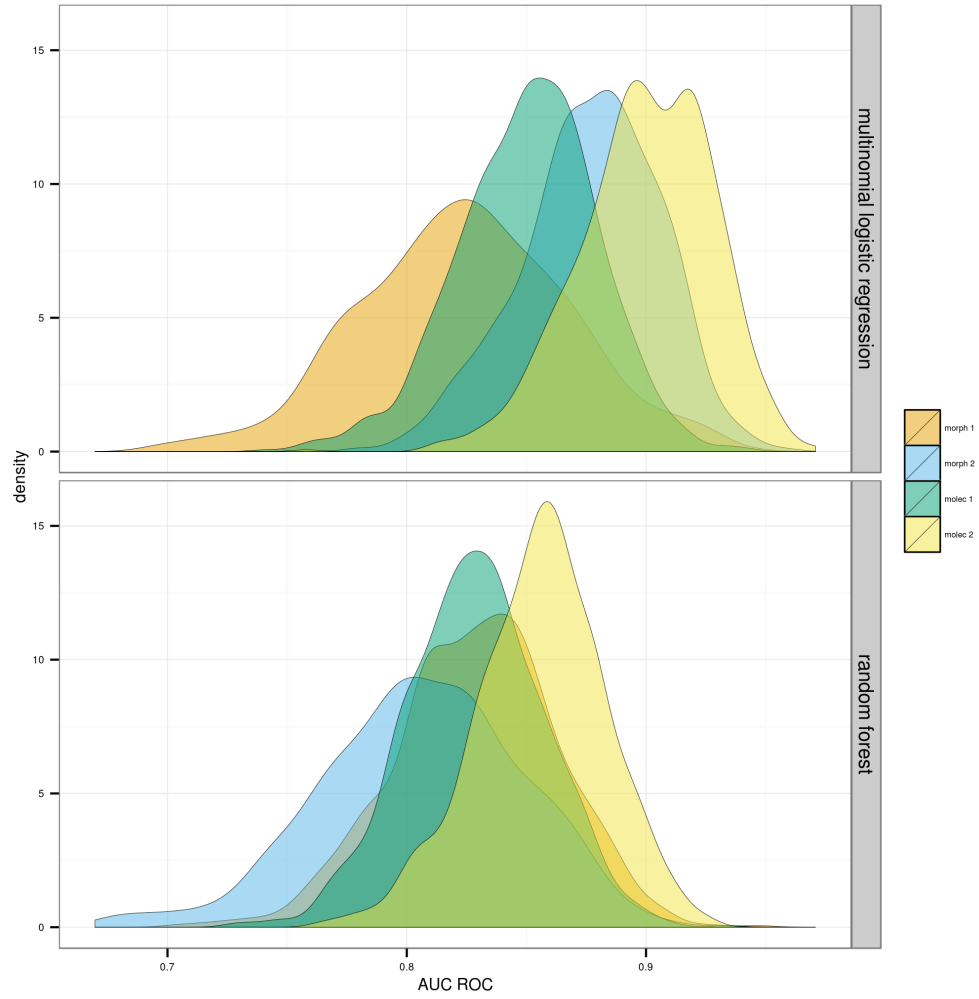 15
10
5
0
multinomial logistic regression
density
15
10
5
0
random forest
0.7 0.8 0.9
AUC ROC
morph 1
morph 2
molec 1
molec 2